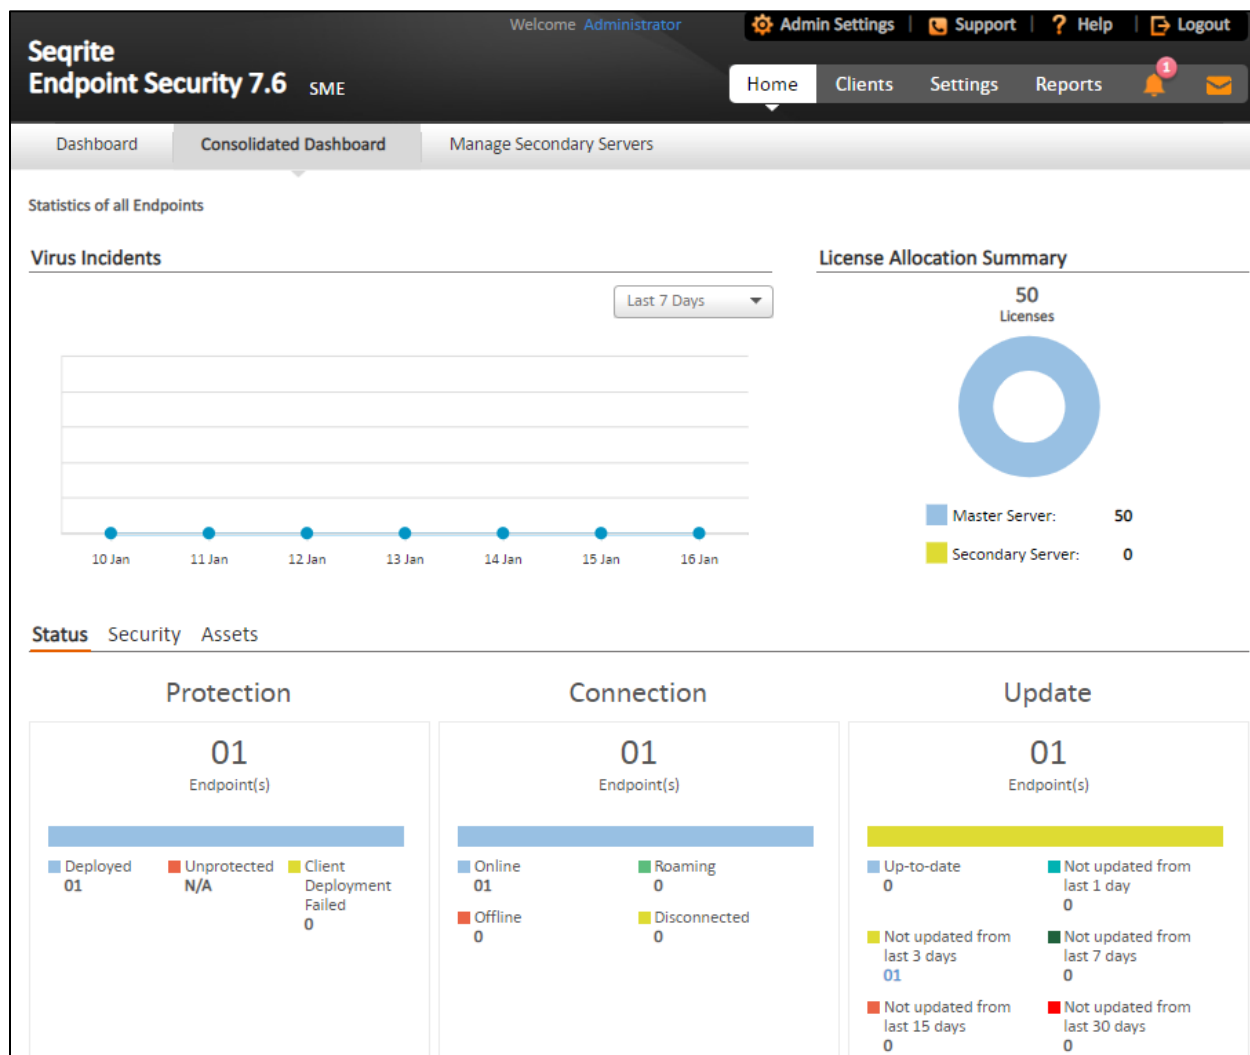 Welcome Administrator
Admin Settings | Support | ? Help | Logout
Seqrite
Endpoint Security 7.6 SME
Home Clients Settings Reports 1
Dashboard Consolidated Dashboard Manage Secondary Servers
Statistics of all Endpoints
Virus Incidents
Last 7 Days
10 Jan 11 Jan 12 Jan 13 Jan 14 Jan 15 Jan 16 Jan
License Allocation Summary
50
Licenses
Master Server: 50
Secondary Server: 0
Status Security Assets
Protection
01
Endpoint(s)
Deployed
01
Unprotected
N/A
Client
Deployment
Failed
0
Connection
01
Endpoint(s)
Online
01
Roaming
0
Offline
0
Disconnected
0
Update
01
Endpoint(s)
Up-to-date
0
Not updated from
last 1 day
0
Not updated from
last 3 days
01
Not updated from
last 7 days
0
Not updated from
last 15 days
0
Not updated from
last 30 days
0